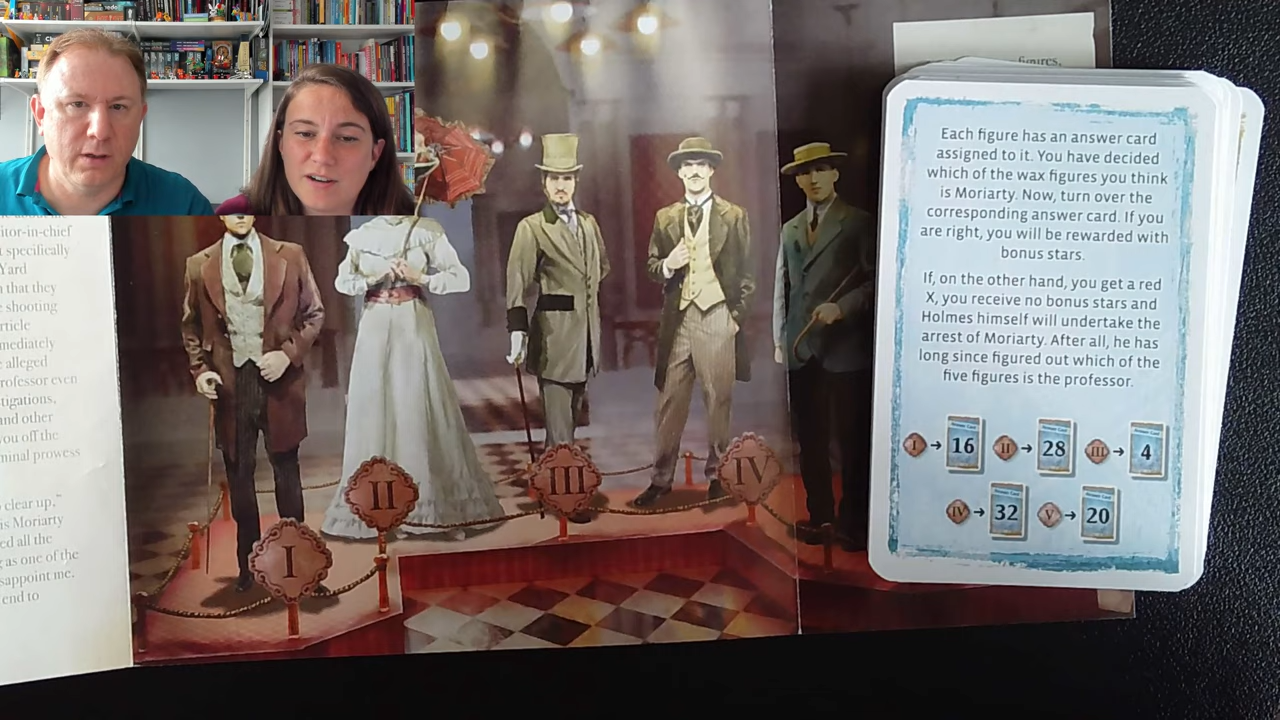 itor-in-chief
t specifically
Yard
n that they
e shooting
rticle
mmediately
e alleged
rofessor even
stigations,
and other
you off the
minal prowess
o clear up,"
is Moriarty
ed all the
g as one of the
sappoint me.
end to
I
II
III
IV
figures,
Each figure has an answer card
assigned to it. You have decided
which of the wax figures you think
is Moriarty. Now, turn over the
corresponding answer card. If you
are right, you will be rewarded with
bonus stars.
If, on the other hand, you get a red
X, you receive no bonus stars and
Holmes himself will undertake the
arrest of Moriarty. After all, he has
long since figured out which of the
five figures is the professor.
I → 16 II → 28 III → 4
IV → 32 V → 20